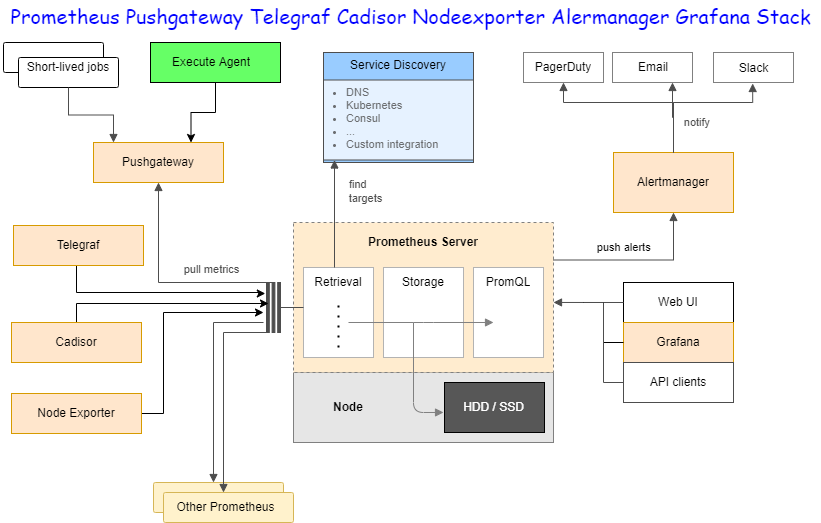 Prometheus Pushgateway Telegraf Cadisor Nodeexporter Alermanager Grafana Stack
Short-lived jobs
Execute Agent
Service Discovery
• DNS
• Kubernetes
• Consul
• ...
• Custom integration
PagerDuty
Email
Slack
notify
Pushgateway
find
targets
Alertmanager
Telegraf
pull metrics
Prometheus Server
push alerts
Retrieval
Storage
PromQL
Web UI
Cadisor
Grafana
API clients
Node Exporter
Node
HDD / SSD
Other Prometheus